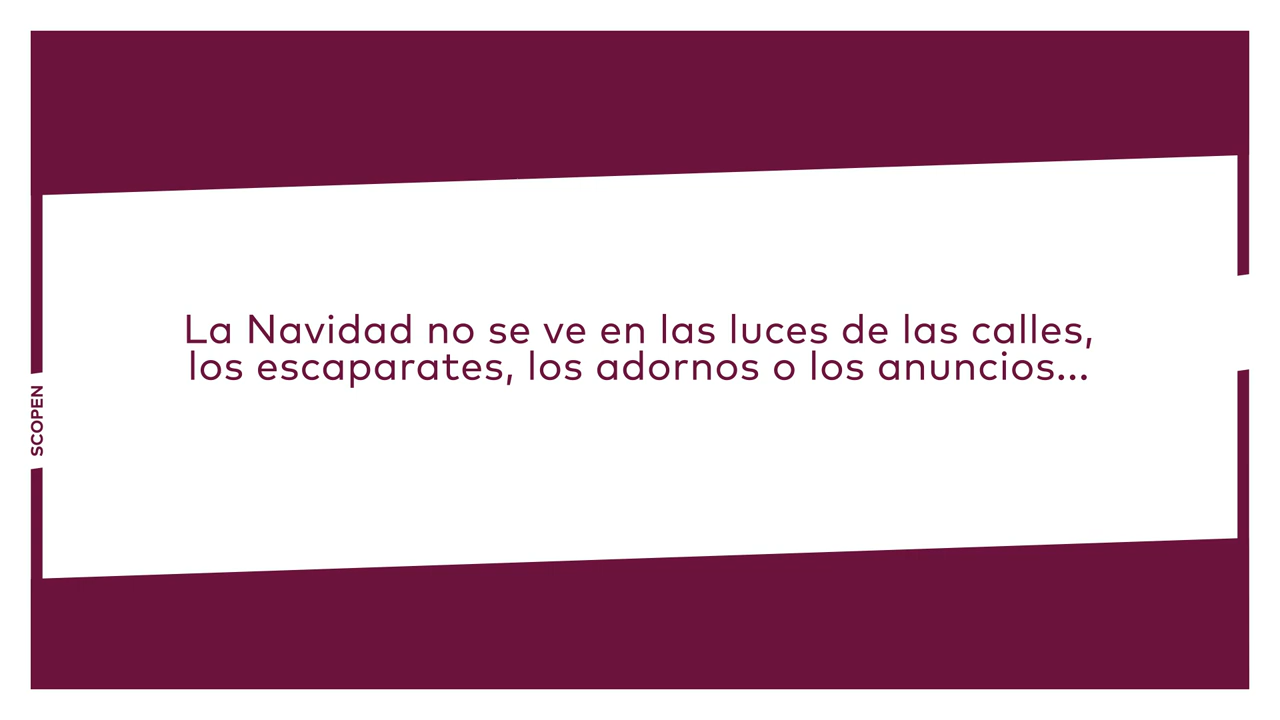 La Navidad no se ve en las luces de las calles,
los escaparates, los adornos o los anuncios...
SCOPEN